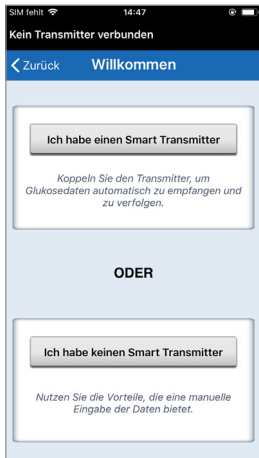 SIM fehlt 14:47
Kein Transmitter verbunden
Zurück Willkommen
Ich habe einen Smart Transmitter
Koppeln Sie den Transmitter, um
Glukosedaten automatisch zu empfangen und
zu verfolgen.
ODER
Ich habe keinen Smart Transmitter
Nutzen Sie die Vorteile, die eine manuelle
Eingabe der Daten bietet.